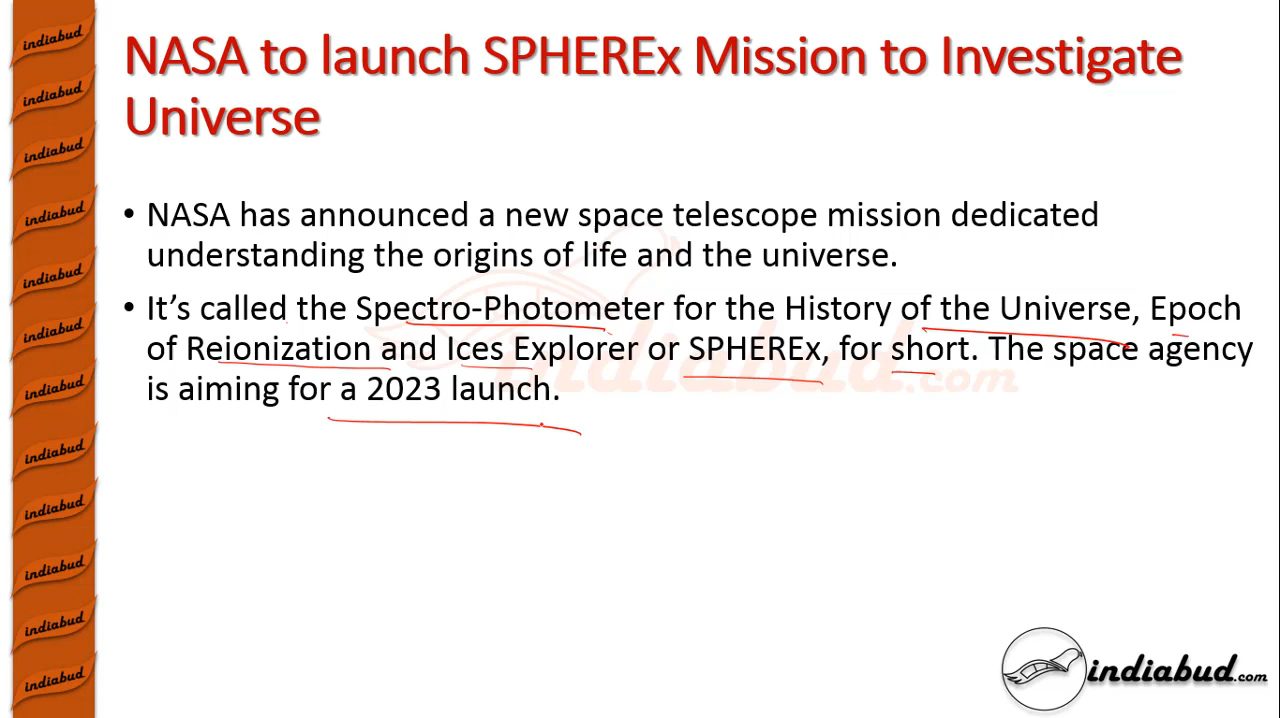 NASA to launch SPHEREx Mission to Investigate
Universe
• NASA has announced a new space telescope mission dedicated
understanding the origins of life and the universe.
• It’s called the Spectro-Photometer for the History of the Universe, Epoch
of Reionization and Ices Explorer or SPHEREx, for short. The space agency
is aiming for a 2023 launch.
indiabud.com
indiabud.com
indiabud
indiabud
indiabud
indiabud
indiabud
indiabud
indiabud
indiabud
indiabud
indiabud
indiabud
indiabud